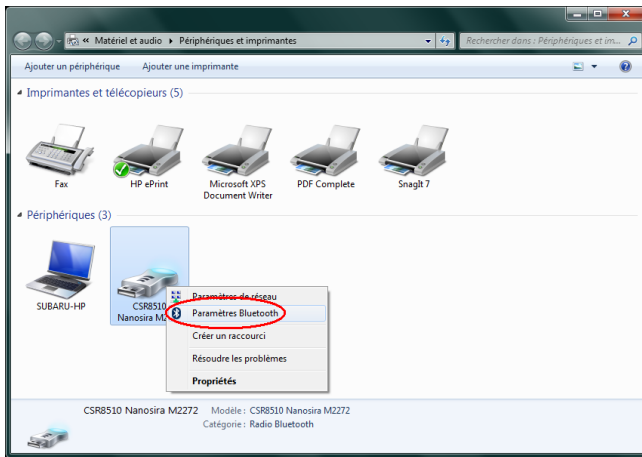 « Matériel et audio ▸ Périphériques et imprimantes
Rechercher dans : Périphériques et im...
Ajouter un périphérique Ajouter une imprimante
Imprimantes et télécopieurs (5)
Fax
HP ePrint
Microsoft XPS
Document Writer
PDF Complete
SnagIt 7
Périphériques (3)
SUBARU-HP
CSR8510
Nanosira M2
Paramètres de réseau
Paramètres Bluetooth
Créer un raccourci
Résoudre les problèmes
Propriétés
CSR8510 Nanosira M2272 Modèle : CSR8510 Nanosira M2272
Catégorie : Radio Bluetooth